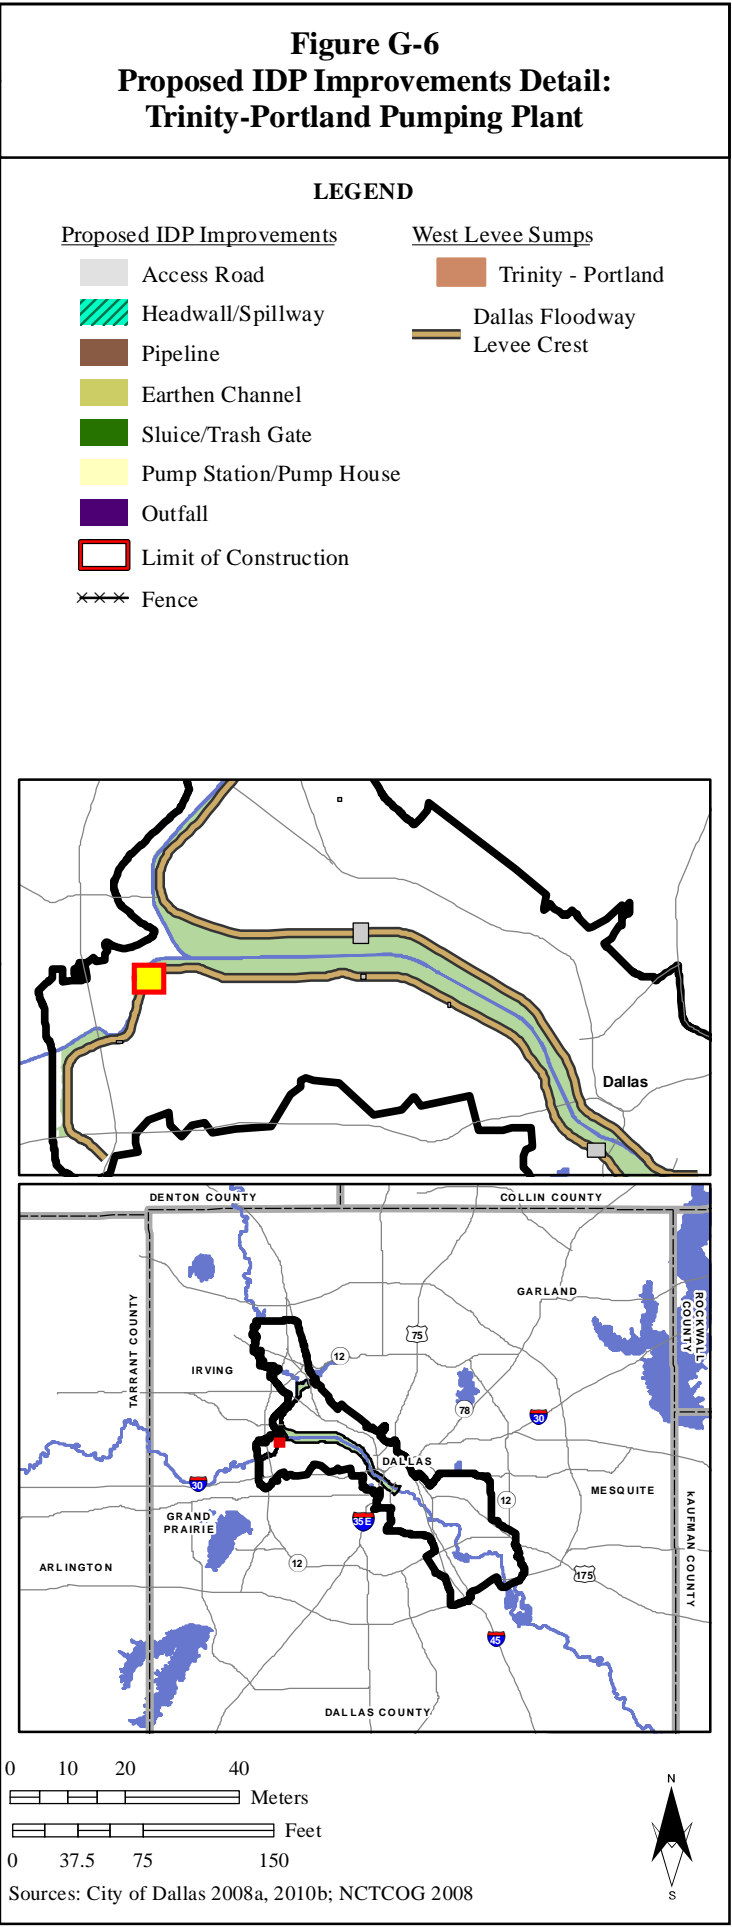 Figure G-6
Proposed IDP Improvements Detail:
Trinity-Portland Pumping Plant
LEGEND
Proposed IDP Improvements
Access Road
Headwall/Spillway
Pipeline
Earthen Channel
Sluice/Trash Gate
Pump Station/Pump House
Outfall
Limit of Construction
Fence
West Levee Sumps
Trinity - Portland
Dallas Floodway
Levee Crest
Dallas
DENTON COUNTY
COLLIN COUNTY
TARRANT COUNTY
ROCKWALL
COUNTY
GARLAND
75
12
IRVING
78
30
DALLAS
30
12
MESQUITE
KAUFMAN COUNTY
GRAND
PRAIRIE
35E
12
ARLINGTON
175
45
DALLAS COUNTY
0 10 20 40
Meters
Feet
0 37.5 75 150
N
S
Sources: City of Dallas 2008a, 2010b; NCTCOG 2008